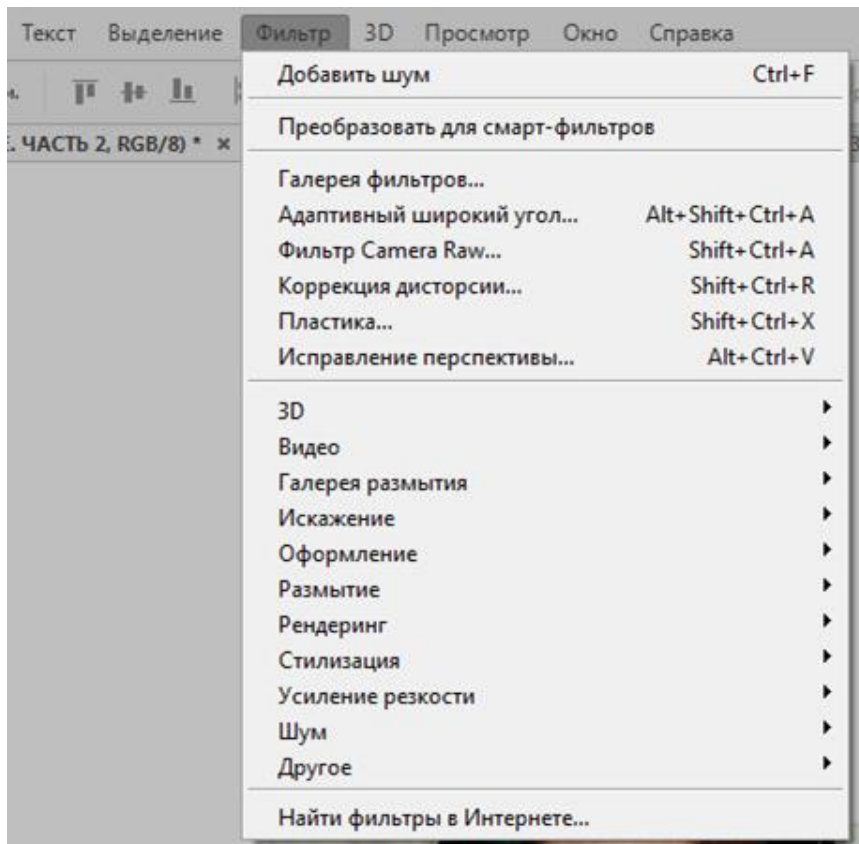 Текст Выделение Фильтр 3D Просмотр Окно Справка
. ЧАСТЬ 2, RGB/8) * ×
Добавить шум Ctrl+F
Преобразовать для смарт-фильтров
Галерея фильтров...
Адаптивный широкий угол... Alt+Shift+Ctrl+A
Фильтр Camera Raw... Shift+Ctrl+A
Коррекция дисторсии... Shift+Ctrl+R
Пластика... Shift+Ctrl+X
Исправление перспективы... Alt+Ctrl+V
3D
Видео
Галерея размытия
Искажение
Оформление
Размытие
Рендеринг
Стилизация
Усиление резкости
Шум
Другое
Найти фильтры в Интернете...